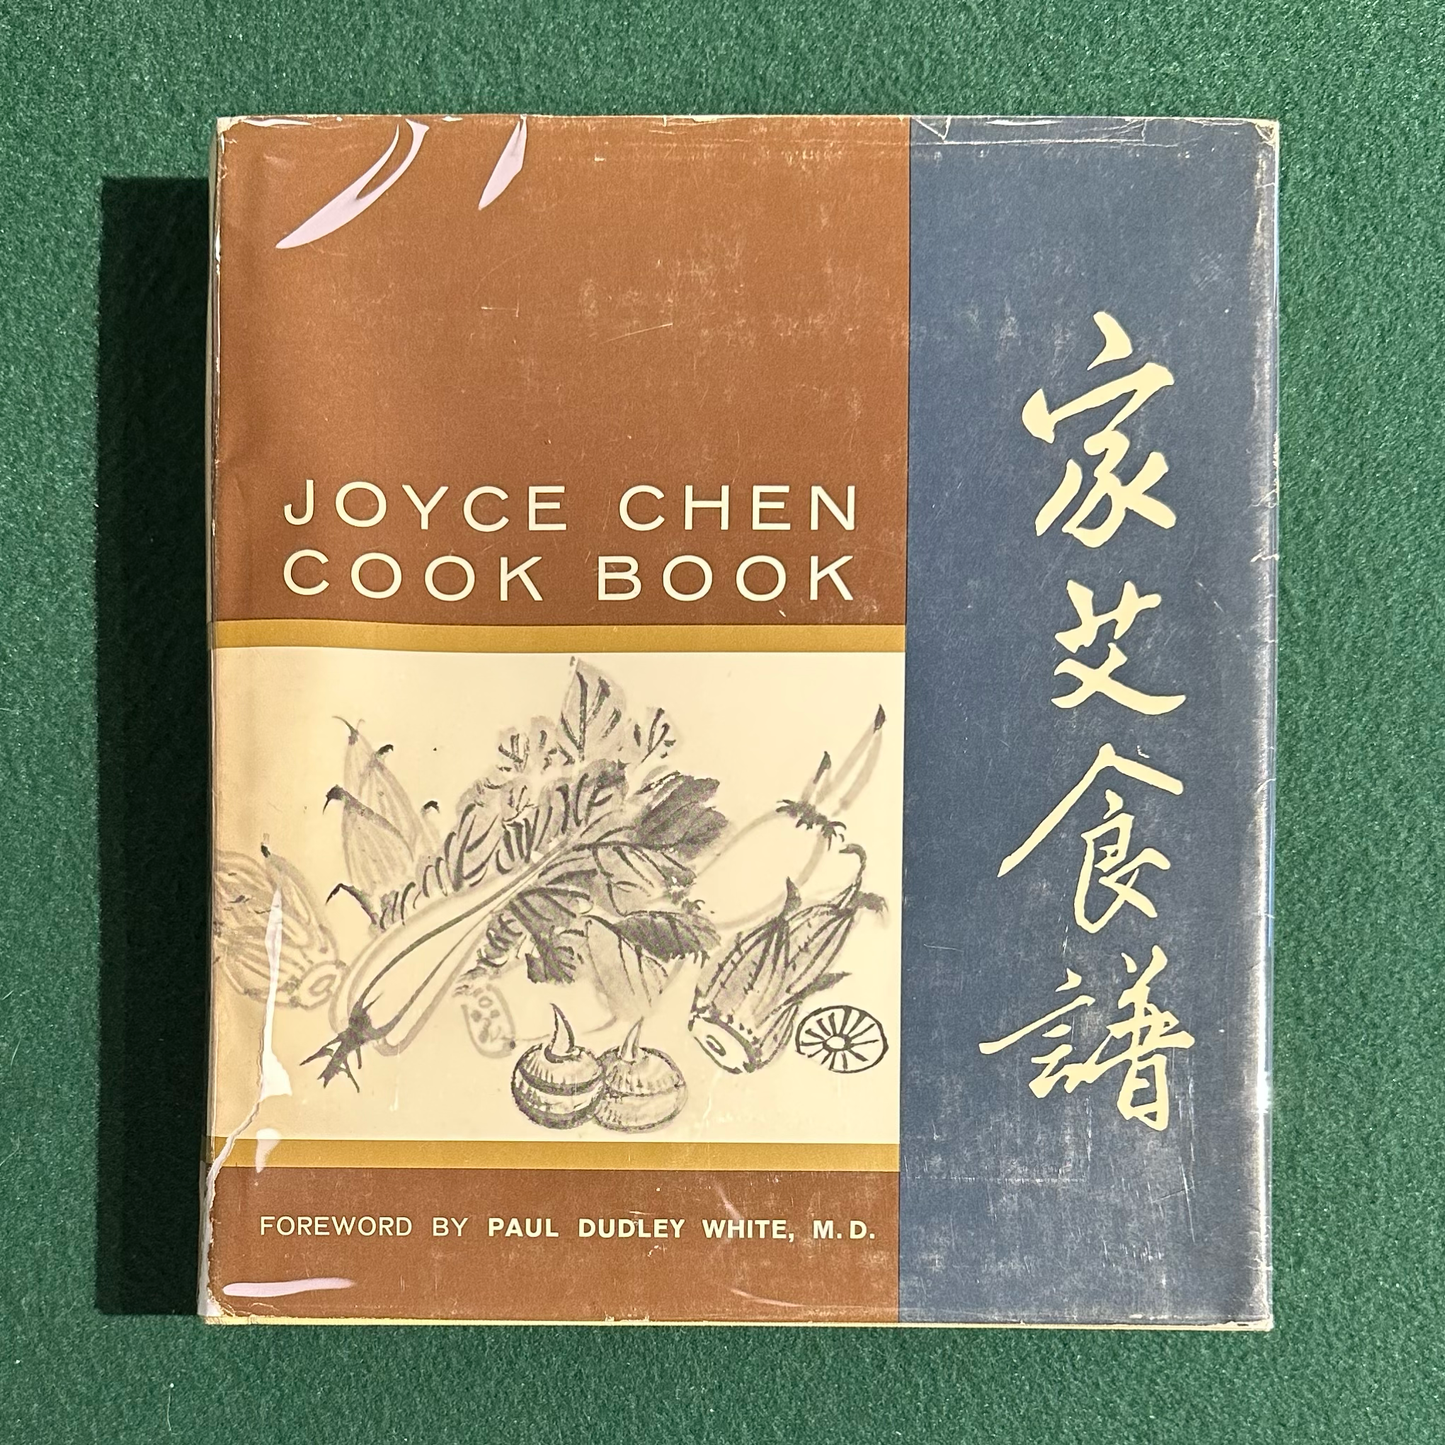 JOYCE CHEN
COOK BOOK
FOREWORD BY PAUL DUDLEY WHITE, M.D.
家艾食譜